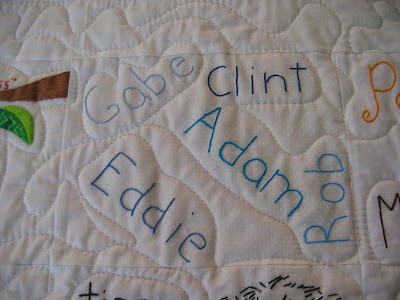 Gabe
Clint
Adam
Eddie
Rob